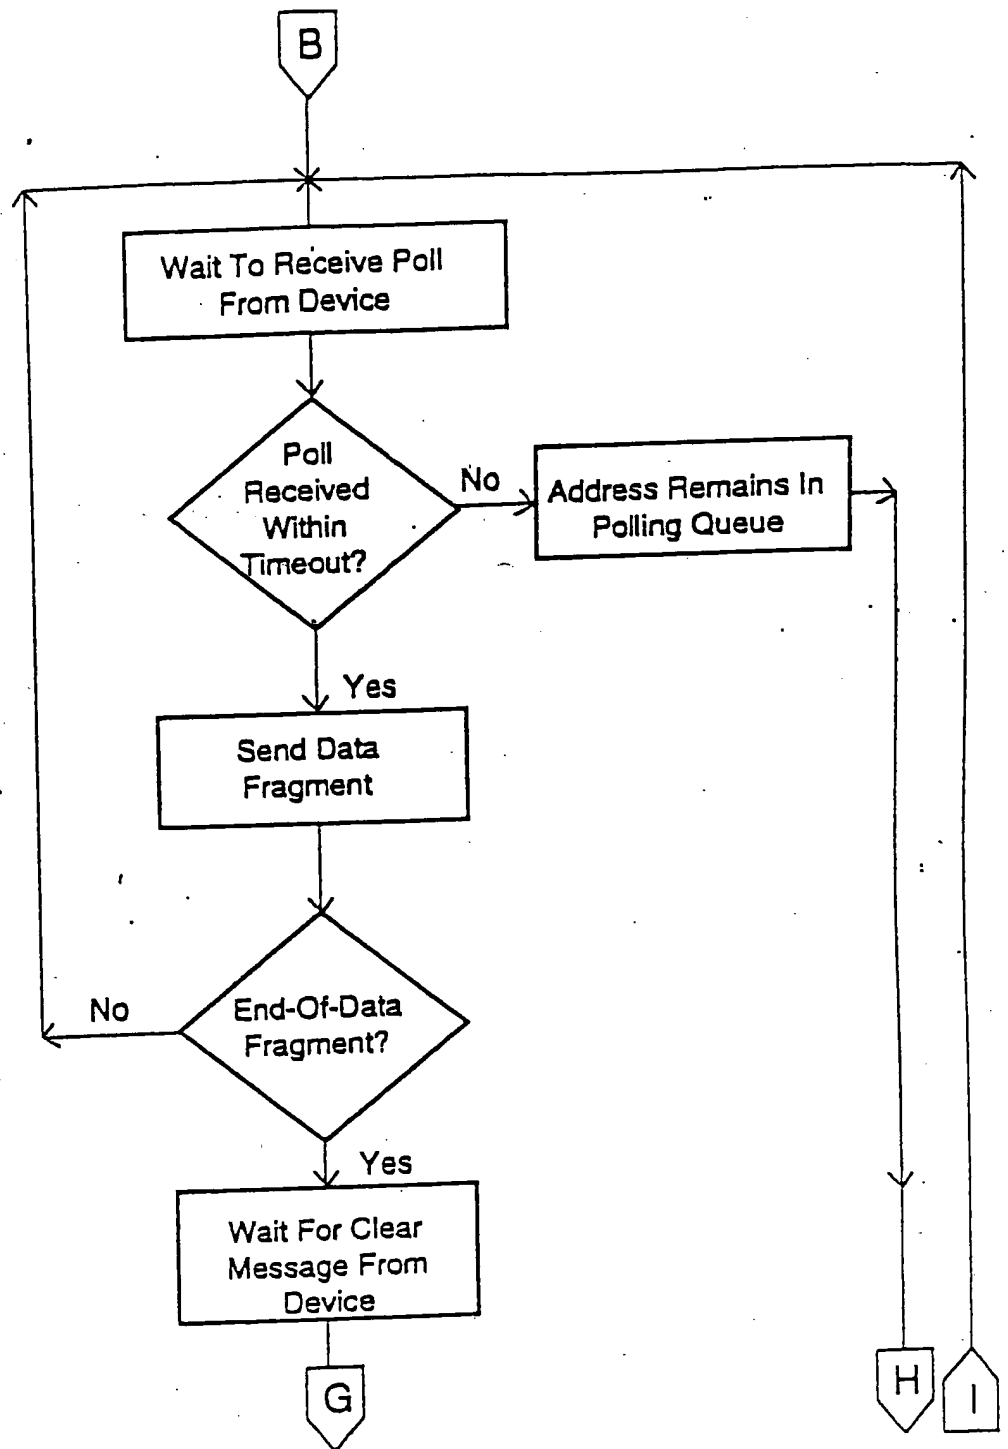 B
Wait To Receive Poll
From Device
Poll
Received
Within
Timeout?
No
Address Remains In
Polling Queue
Yes
Send Data
Fragment
No
End-Of-Data
Fragment?
Yes
Wait For Clear
Message From
Device
G
H
I